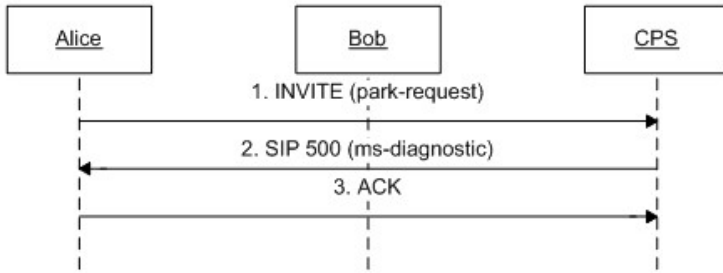 Alice Bob CPS
1. INVITE (park-request)
2. SIP 500 (ms-diagnostic)
3. ACK